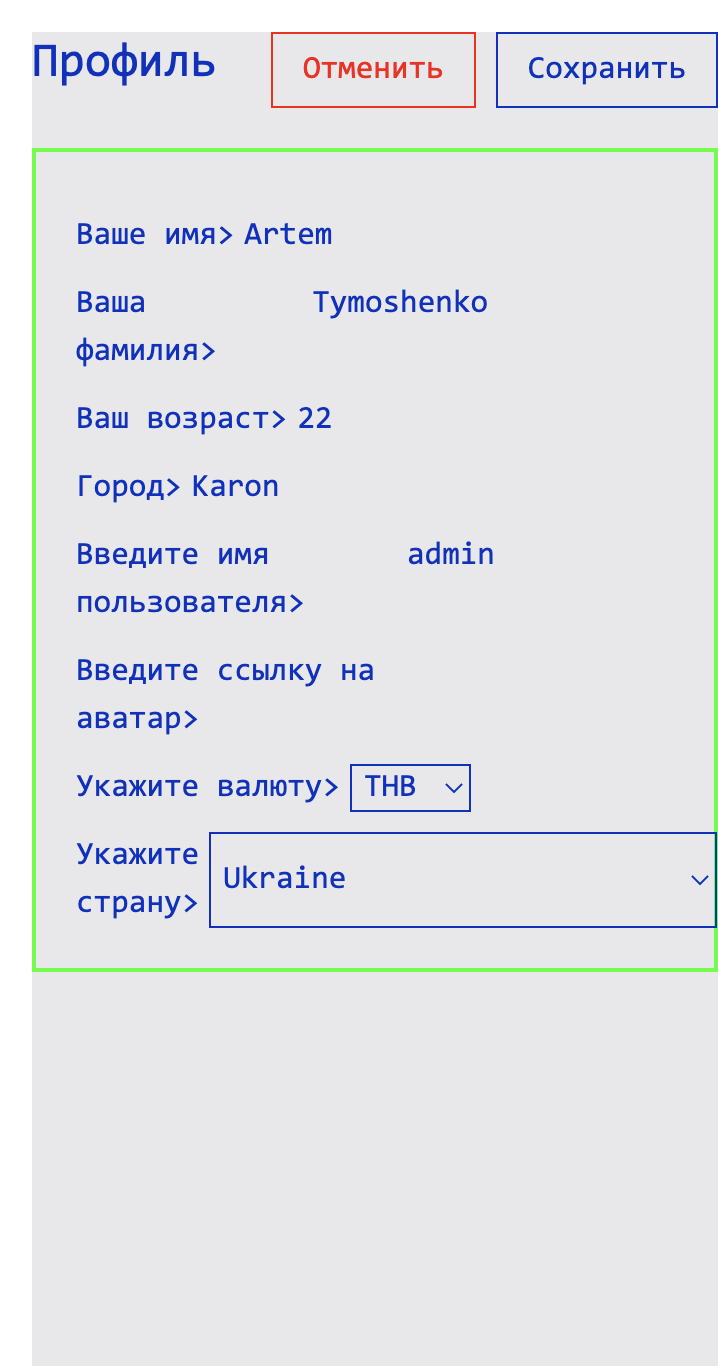 Профиль Отменить Сохранить
Ваше имя> Artem
Ваша Tymoshenko
фамилия>
Ваш возраст> 22
Город> Karon
Введите имя admin
пользователя>
Введите ссылку на
аватар>
Укажите валюту> THB
Укажите
страну> Ukraine